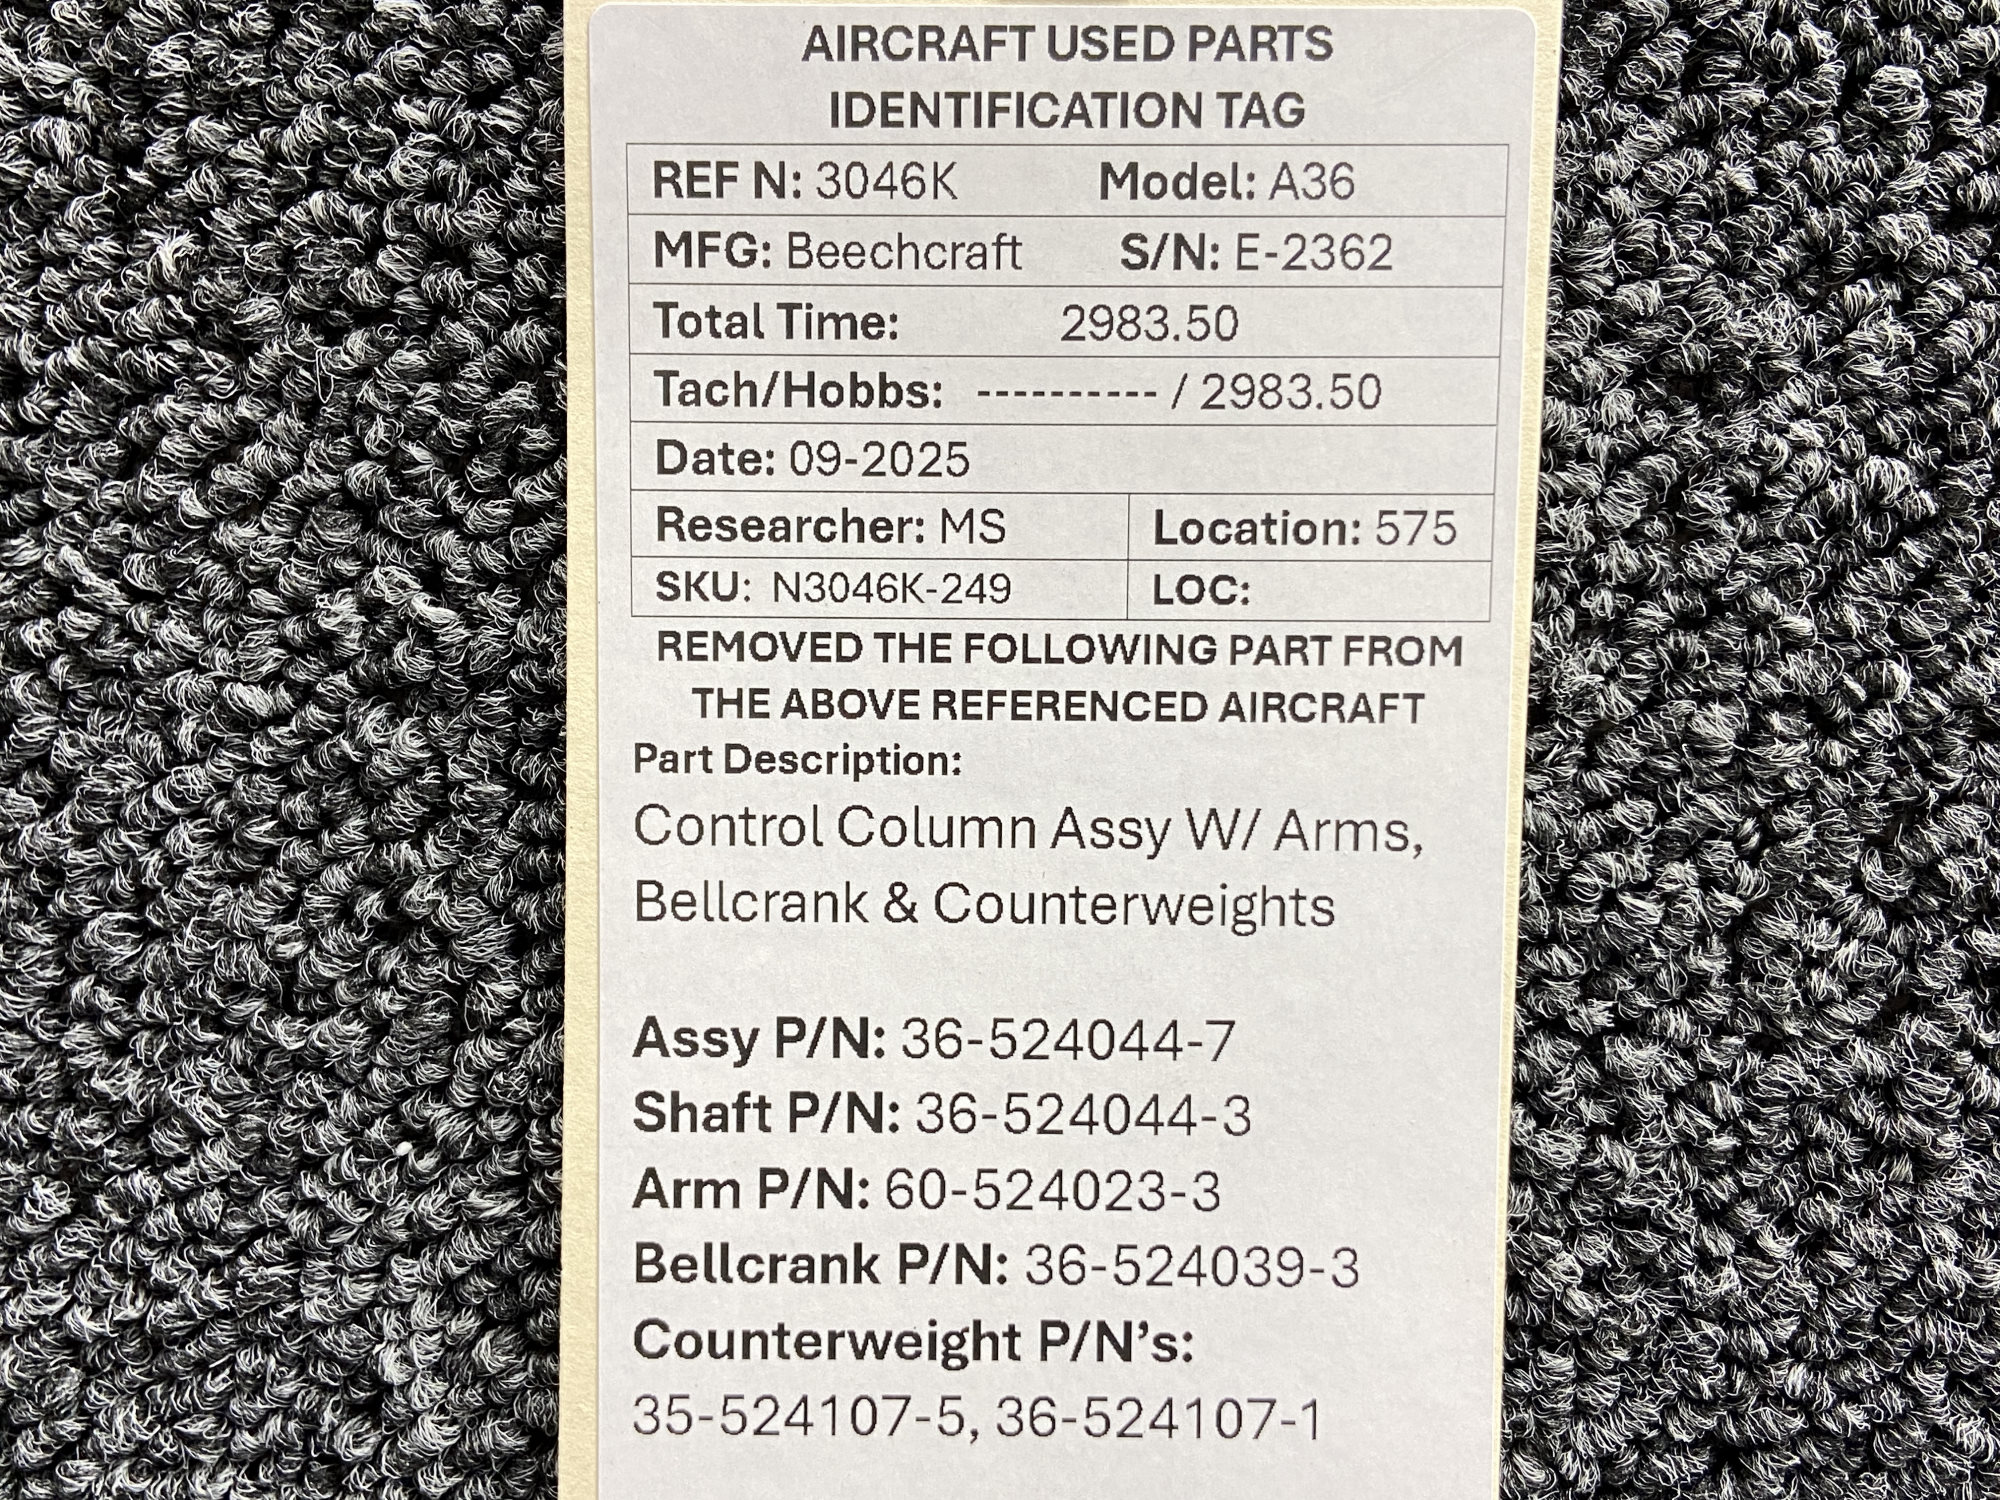 AIRCRAFT USED PARTS
IDENTIFICATION TAG
REF N: 3046K Model: A36
MFG: Beechcraft S/N: E-2362
Total Time: 2983.50
Tach/Hobbs: ---------- / 2983.50
Date: 09-2025
Researcher: MS Location: 575
SKU: N3046K-249 LOC:
REMOVED THE FOLLOWING PART FROM
THE ABOVE REFERENCED AIRCRAFT
Part Description:
Control Column Assy W/ Arms,
Bellcrank & Counterweights
Assy P/N: 36-524044-7
Shaft P/N: 36-524044-3
Arm P/N: 60-524023-3
Bellcrank P/N: 36-524039-3
Counterweight P/N's:
35-524107-5, 36-524107-1